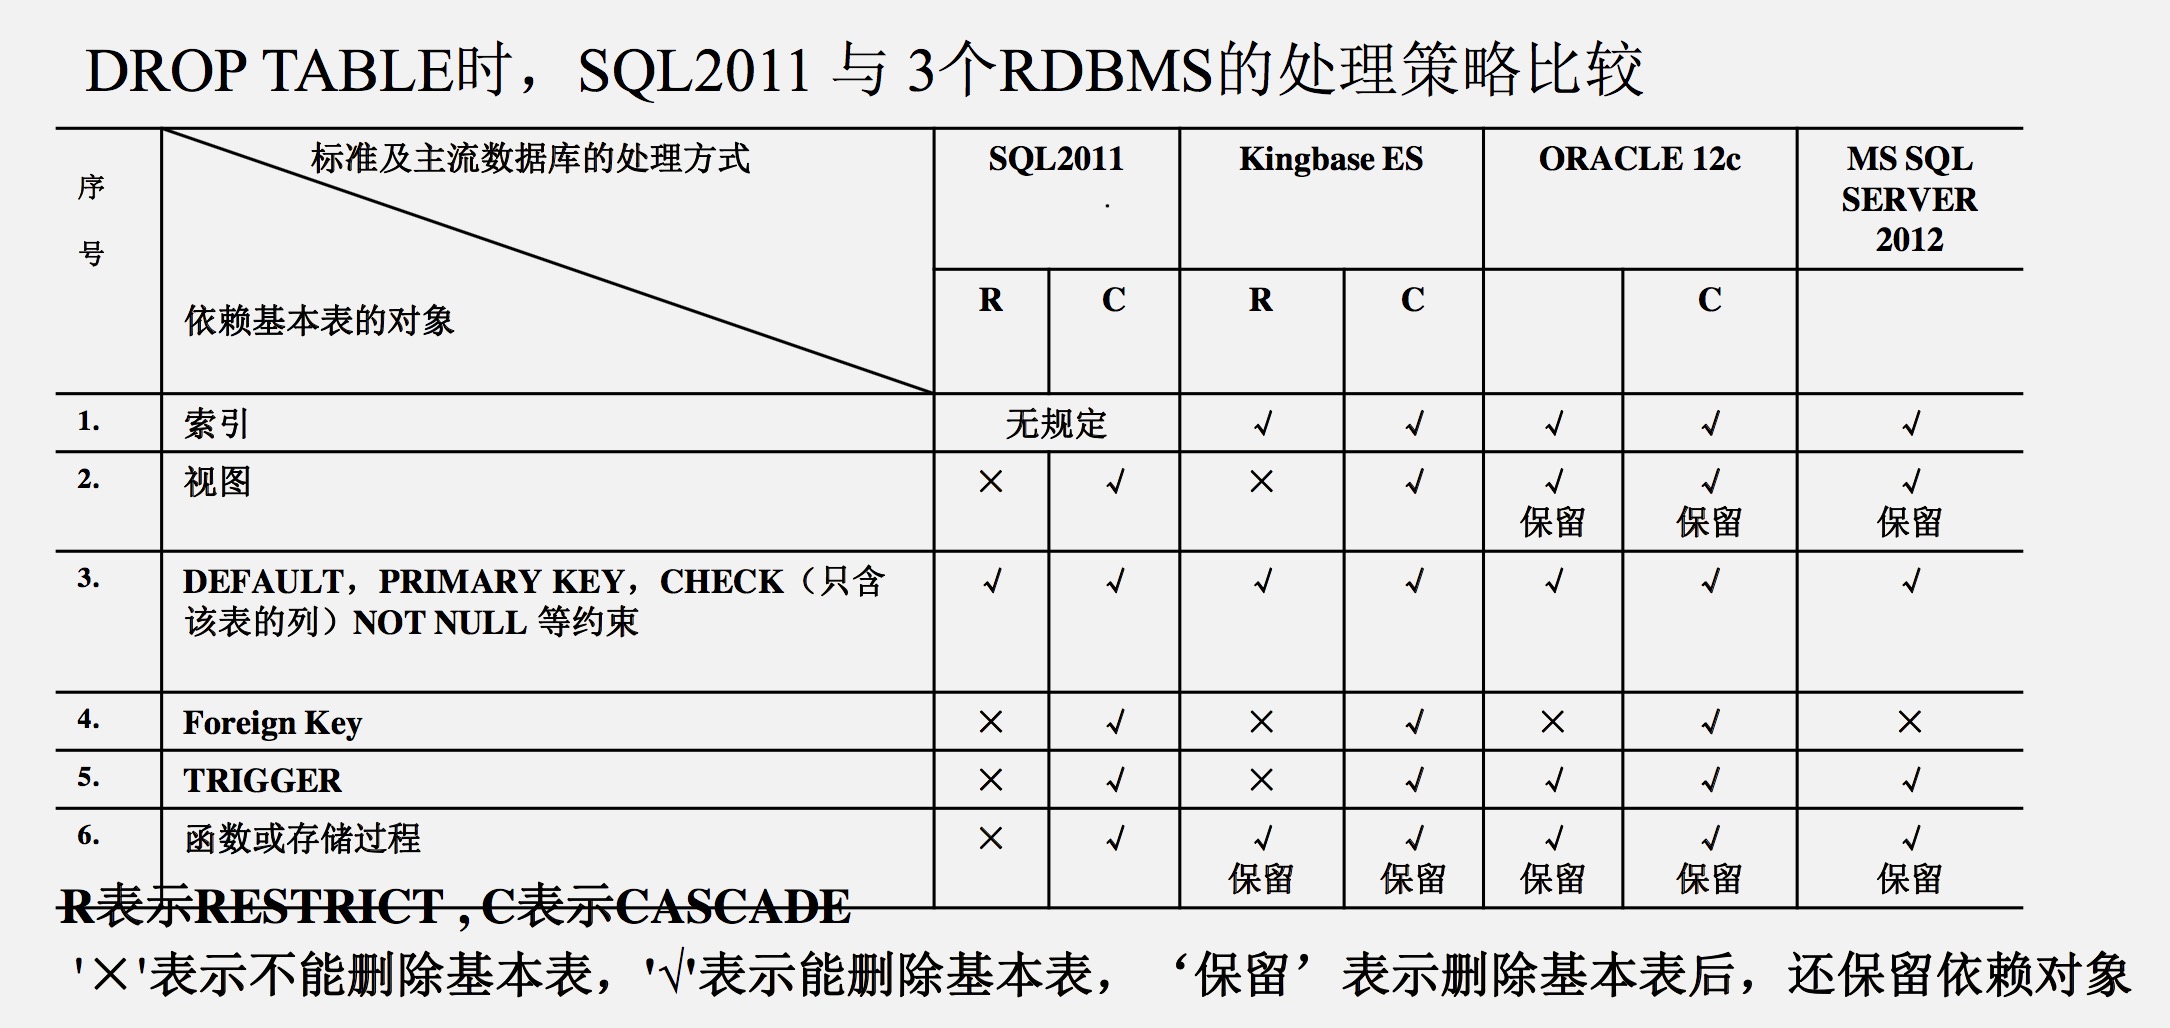 DROP TABLE时，SQL2011 与 3个RDBMS的处理策略比较
序号 标准及主流数据库的处理方式 依赖基本表的对象 SQL2011 Kingbase ES ORACLE 12c MS SQL SERVER 2012
R C R C C
1. 索引 无规定 √ √ √ √ √
2. 视图 × √ × √ √ √ √
保留 保留 保留
3. DEFAULT，PRIMARY KEY，CHECK（只含 √ √ √ √ √ √ √
该表的列）NOT NULL 等约束
4. Foreign Key × √ × √ × √ ×
5. TRIGGER × √ × √ √ √ √
6. 函数或存储过程 × √ √ √ √ √ √
保留 保留 保留 保留 保留
R表示RESTRICT , C表示CASCADE
'×'表示不能删除基本表，'√'表示能删除基本表，‘保留’表示删除基本表后，还保留依赖对象